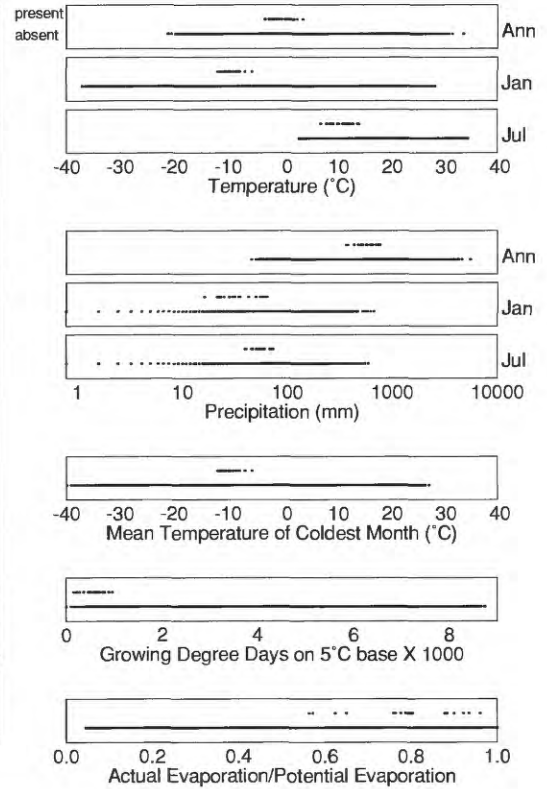 present
absent
Ann
Jan
Jul
-40 -30 -20 -10 0 10 20 30 40
Temperature (˚C)
Ann
Jan
Jul
1 10 100 1000 10000
Precipitation (mm)
-40 -30 -20 -10 0 10 20 30 40
Mean Temperature of Coldest Month (˚C)
0 2 4 6 8
Growing Degree Days on 5˚C base X 1000
0.0 0.2 0.4 0.6 0.8 1.0
Actual Evaporation/Potential Evaporation